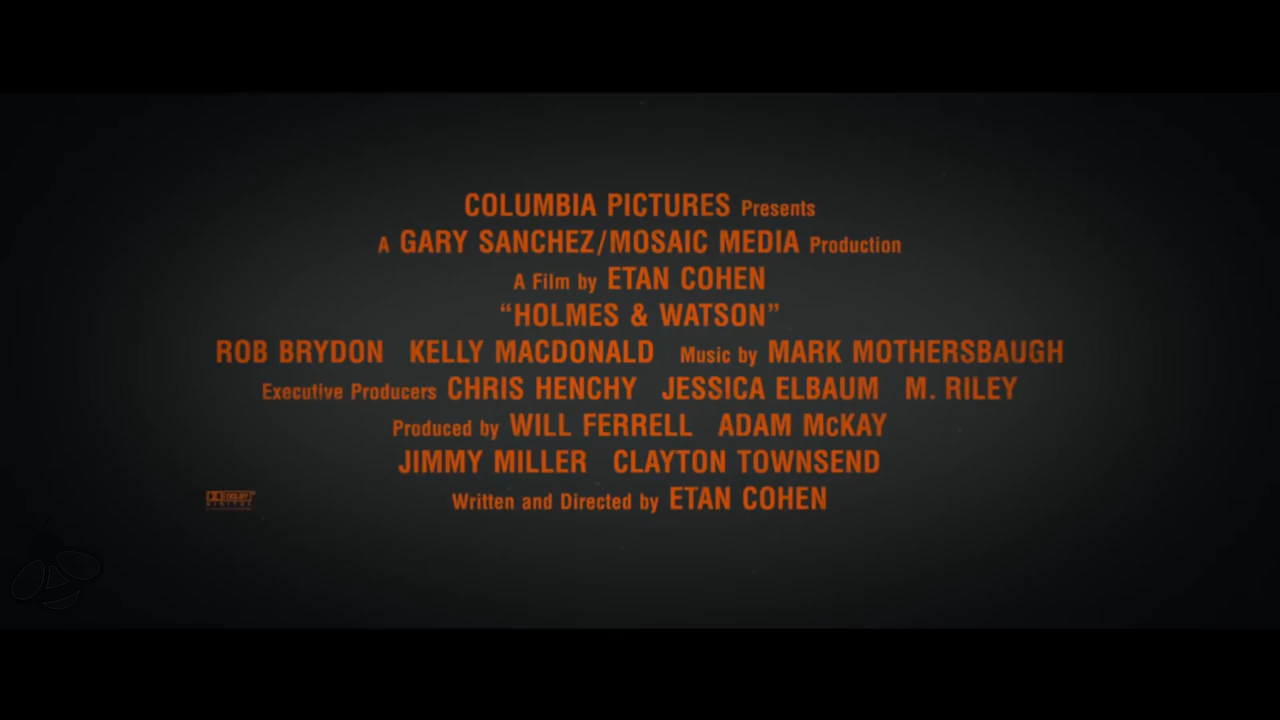 COLUMBIA PICTURES Presents
A GARY SANCHEZ/MOSAIC MEDIA Production
A Film by ETAN COHEN
“HOLMES & WATSON”
ROB BRYDON KELLY MACDONALD Music by MARK MOTHERSBAUGH
Executive Producers CHRIS HENCHY JESSICA ELBAUM M. RILEY
Produced by WILL FERRELL ADAM McKAY
JIMMY MILLER CLAYTON TOWNSEND
Written and Directed by ETAN COHEN
DOLBY
DIGITAL